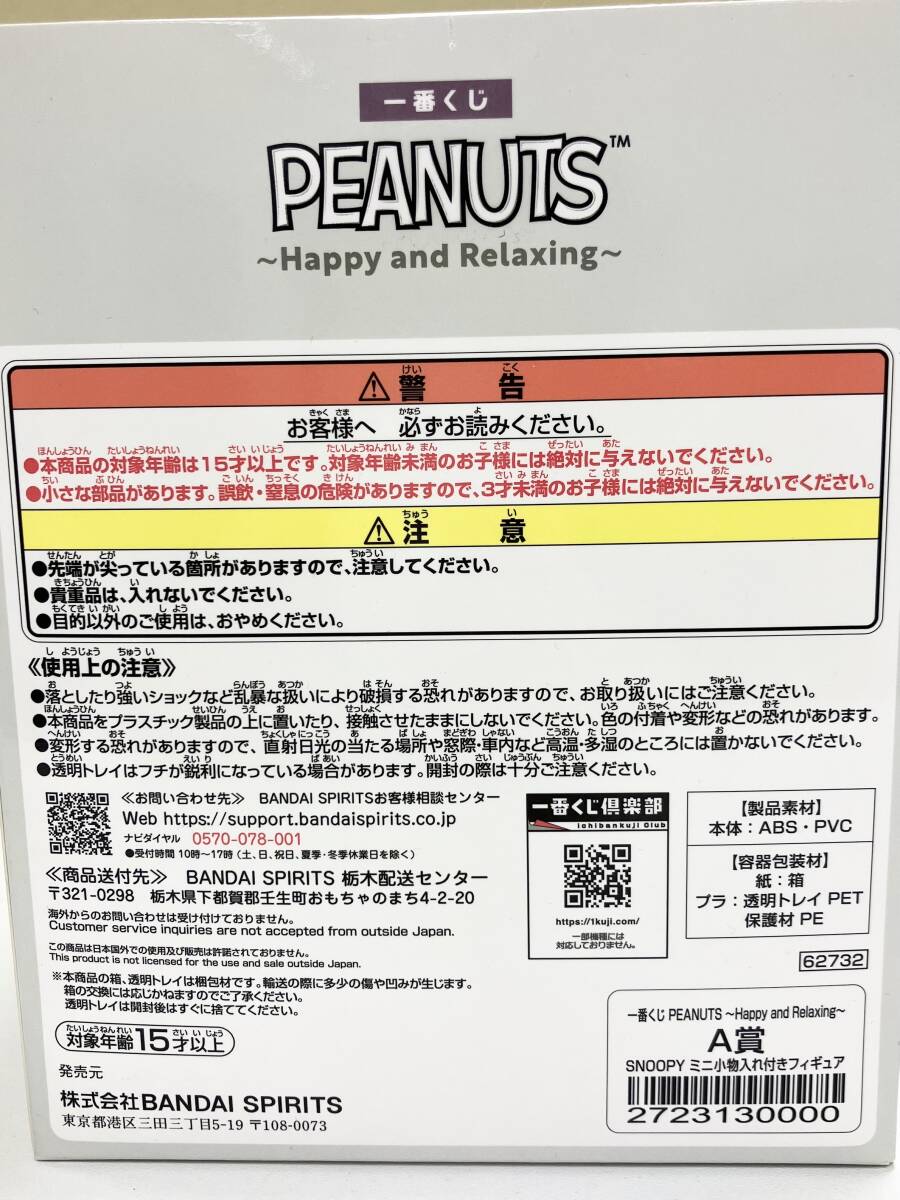 一番くじ
PEANUTS™
~Happy and Relaxing~
⚠警告
お客様へ 必ずお読みください。
●本商品の対象年齢は15才以上です。対象年齢未満のお子様には絶対に与えないでください。
●小さな部品があります。誤飲・窒息の危険がありますので、3才未満のお子様には絶対に与えないでください。
⚠注意
●先端が尖っている箇所がありますので、注意してください。
●貴重品は、入れないでください。
●目的以外のご使用は、おやめください。
《使用上の注意》
●落としたり強いショックなど乱暴な扱いにより破損する恐れがありますので、お取り扱いにはご注意ください。
●本商品をプラスチック製品の上に置いたり、接触させたままにしないでください。色の付着や変形などの恐れがあります。
●変形する恐れがありますので、直射日光の当たる場所や窓際・車内など高温・多湿のところには置かないでください。
●透明トレイはフチが鋭利になっている場合があります。開封の際は十分ご注意ください。
≪お問い合わせ先≫ BANDAI SPIRITSお客様相談センター
Web https://support.bandaispirits.co.jp
ナビダイヤル 0570-078-001
●受付時間 10時〜17時(土、日、祝日、夏季・冬季休業日を除く)
≪商品送付先≫ BANDAI SPIRITS 栃木配送センター
〒321-0298 栃木県下都賀郡壬生町おもちゃのまち4-2-20
海外からのお問い合わせは受け付けておりません。
Customer service inquiries are not accepted from outside Japan.
この商品は日本国外での使用及び販売は許諾されておりません。
This product is not licensed for the use and sale outside Japan.
※本商品の箱、透明トレイは梱包材です。輸送の際に多少の傷や凹みが生じます。
箱の交換には応じかねますのでご了承ください。
透明トレイは開封後はすぐに捨ててください。
対象年齢15才以上
発売元
株式会社BANDAI SPIRITS
東京都港区三田三丁目5-19 〒108-0073
一番くじ倶楽部
ichibankuji Club
https://1kuji.com/
一部機種には
対応しておりません。
【製品素材】
本体:ABS・PVC
【容器包装材】
紙:箱
プラ:透明トレイ PET
保護材 PE
62732
一番くじ PEANUTS ~Happy and Relaxing~
A賞
SNOOPY ミニ小物入れ付きフィギュア
2723130000